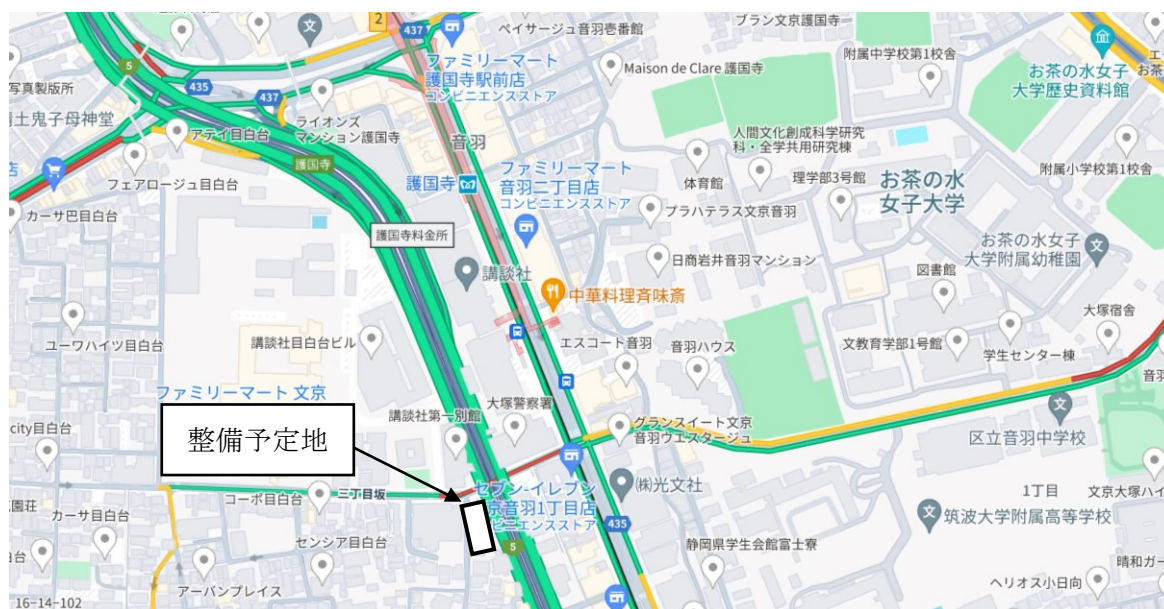 2
437
ペイサージュ音羽壱番館
ブラン文京護国寺
ファミリーマート
護国寺駅前店
コンビニエンスストア
Maison de Clare 護国寺
附属中学校第1校舎
お茶の水女子
大学歴史資料館
5
435
437
写真製版所
土鬼子母神堂
アテイ目白台
ライオンズ
マンション護国寺
音羽
護国寺
フェアロージュ目白台
カーサ巴目白台
護国寺
ファミリーマート
音羽二丁目店
コンビニエンスストア
人間文化創成科学研究
科・全学共用研究棟
体育館
理学部3号館
お茶の水
女子大学
附属小学校第1校舎
護国寺料金所
プラハテラス文京音羽
日商岩井音羽マンション
講談社
お茶の水女子
大学附属幼稚園
図書館
中華料理斉味斎
ユーワハイツ目白台
講談社目白台ビル
エスコート音羽
音羽ハウス
文教育学部1号館
学生センター棟
大塚宿舎
ファミリーマート 文京
city目白台
整備予定地
講談社第一別館
大塚警察署
グランスイート文京
音羽ウエスタージュ
区立音羽中学校
コーポ目白台
三丁目坂
セブン-イレブン
京音羽1丁目店
ビニエンスストア
㈱光文社
435
1丁目
文京大塚ハイ
園荘
カーサ目白台
センシア目白台
5
筑波大学附属高等学校
静岡県学生会館富士寮
アーバンプレイス
16-14-102
ヘリオス小日向
晴和ガー